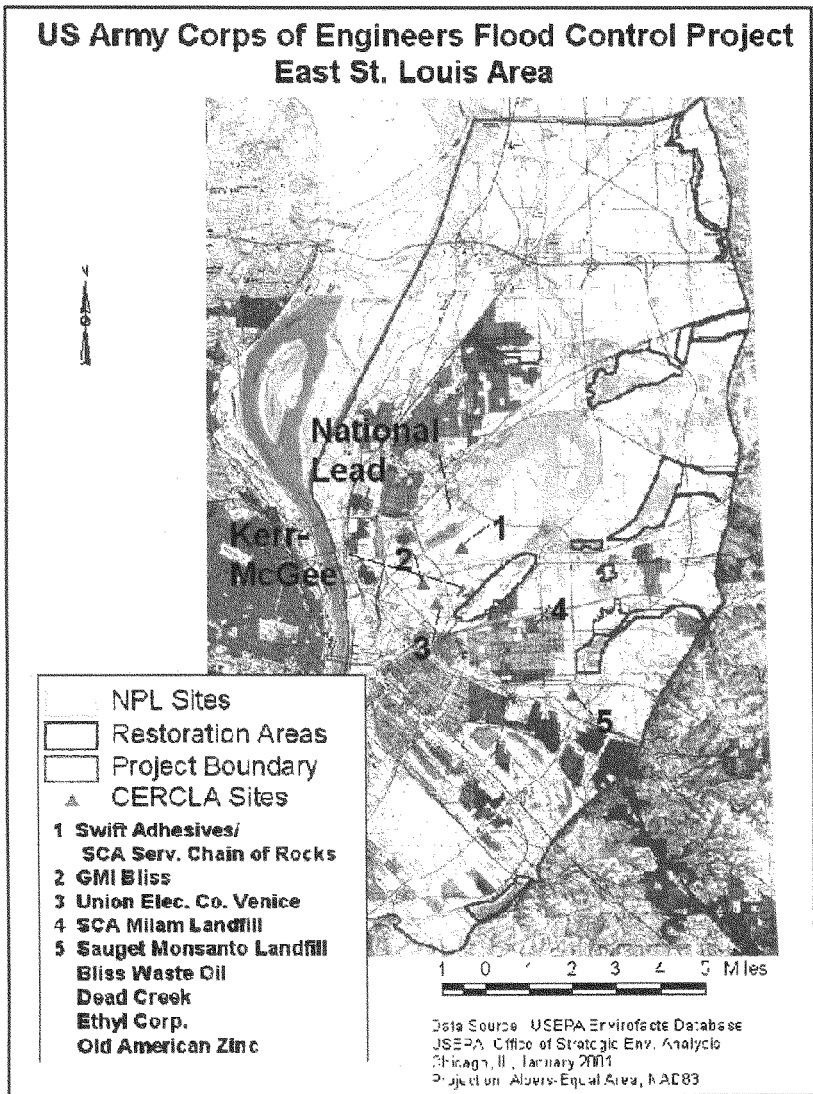 US Army Corps of Engineers Flood Control Project
East St. Louis Area
National
Lead
Kerr-
McGee
1
2
3
4
5
NPL Sites
Restoration Areas
Project Boundary
CERCLA Sites
1 Swift Adhesives/
SCA Serv. Chain of Rocks
2 GMI Bliss
3 Union Elec. Co. Venice
4 SCA Milam Landfill
5 Sauget Monsanto Landfill
Bliss Waste Oil
Dead Creek
Ethyl Corp.
Old American Zinc
1 0 1 2 3 4 5 Miles
Data Source: USEPA Envirofacts Database
USEPA, Office of Strategic Env. Analysis
Chicago, IL, January 2001
Projection: Albers-Equal Area, NAD83